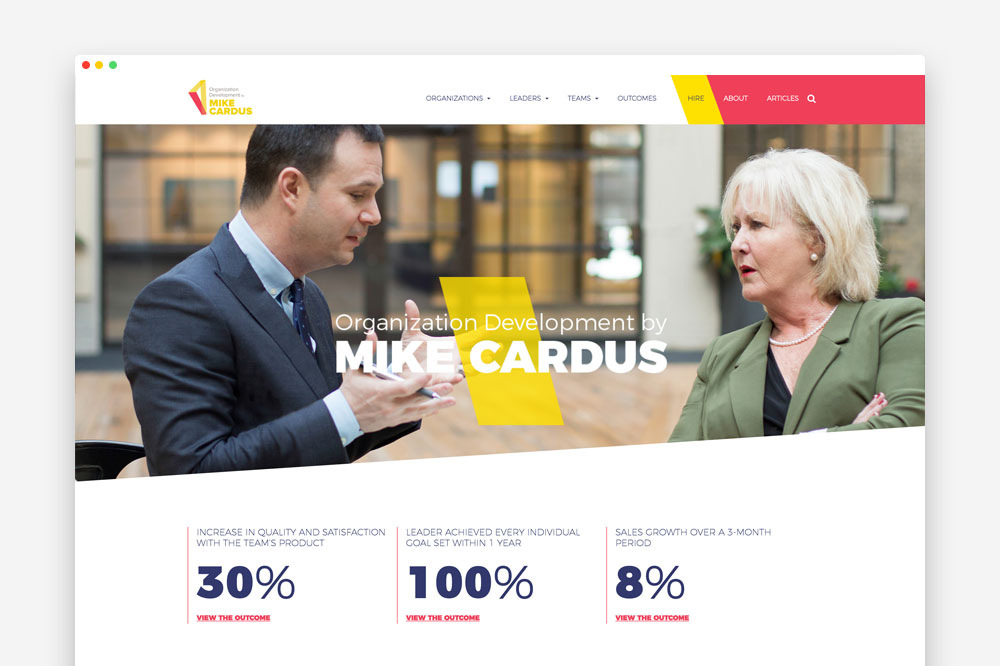 Organization
Development by
MIKE
CARDUS
ORGANIZATIONS
LEADERS
TEAMS
OUTCOMES
HIRE
ABOUT
ARTICLES
Organization Development by
MIKE CARDUS
INCREASE IN QUALITY AND SATISFACTION
WITH THE TEAM'S PRODUCT
30%
VIEW THE OUTCOME
LEADER ACHIEVED EVERY INDIVIDUAL
GOAL SET WITHIN 1 YEAR
100%
VIEW THE OUTCOME
SALES GROWTH OVER A 3-MONTH
PERIOD
8%
VIEW THE OUTCOME